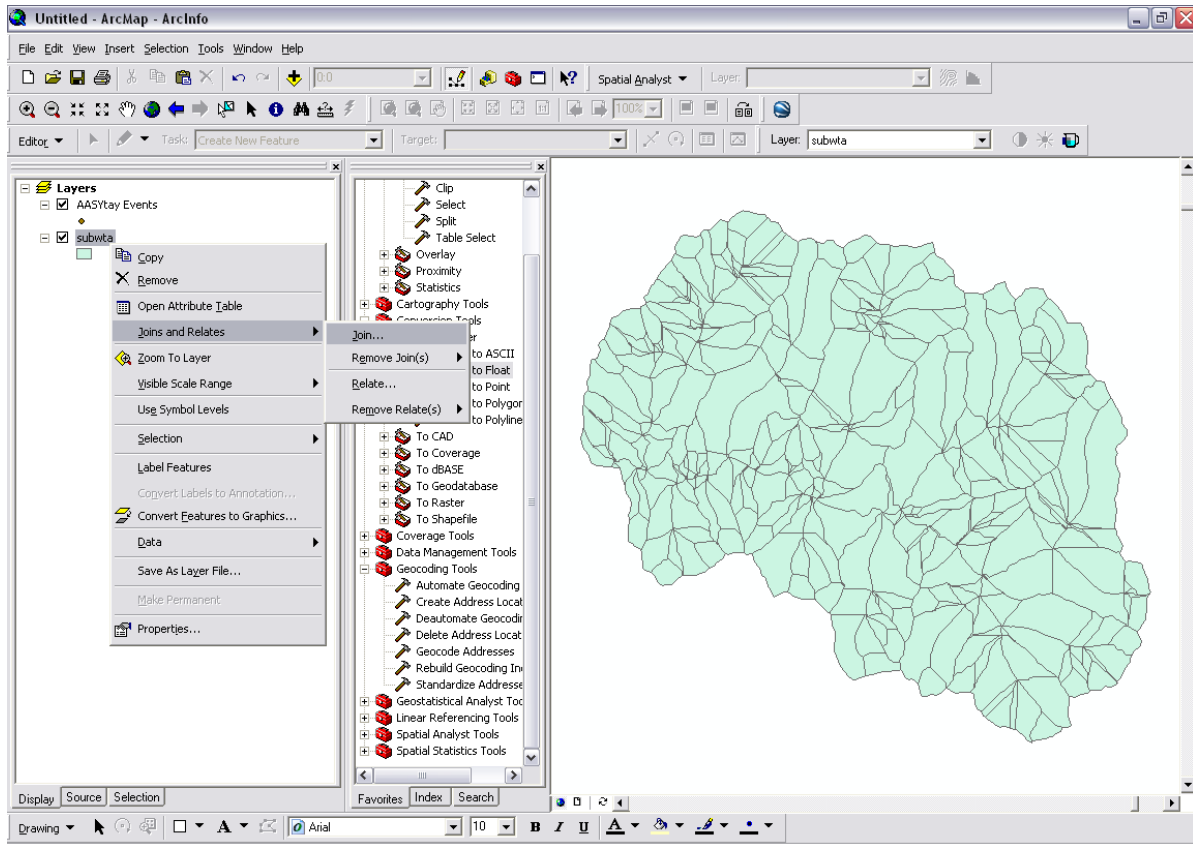 Untitled - ArcMap - ArcInfo
File Edit View Insert Selection Tools Window Help
0:0 Spatial Analyst Layer:
100%
Editor Task: Create New Feature Target: Layer: subwta
Layers
AASYtay Events
subwta
Copy
Remove
Open Attribute Table
Joins and Relates
Zoom To Layer
Visible Scale Range
Use Symbol Levels
Selection
Label Features
Convert Labels to Annotation...
Convert Features to Graphics...
Data
Save As Layer File...
Make Permanent
Properties...
Join...
Remove Join(s)
Relate...
Remove Relate(s)
Clip
Select
Split
Table Select
Overlay
Proximity
Statistics
Cartography Tools
Conversion Tools
er
to ASCII
to Float
to Point
to Polygor
to Polyline
To CAD
To Coverage
To dBASE
To Geodatabase
To Raster
To Shapefile
Coverage Tools
Data Management Tools
Geocoding Tools
Automate Geocoding
Create Address Locat
Deautomate Geocodir
Delete Address Locat
Geocode Addresses
Rebuild Geocoding In
Standardize Addresse
Geostatistical Analyst Too
Linear Referencing Tools
Spatial Analyst Tools
Spatial Statistics Tools
Display Source Selection
Favorites Index Search
Drawing A Arial 10 B I U A